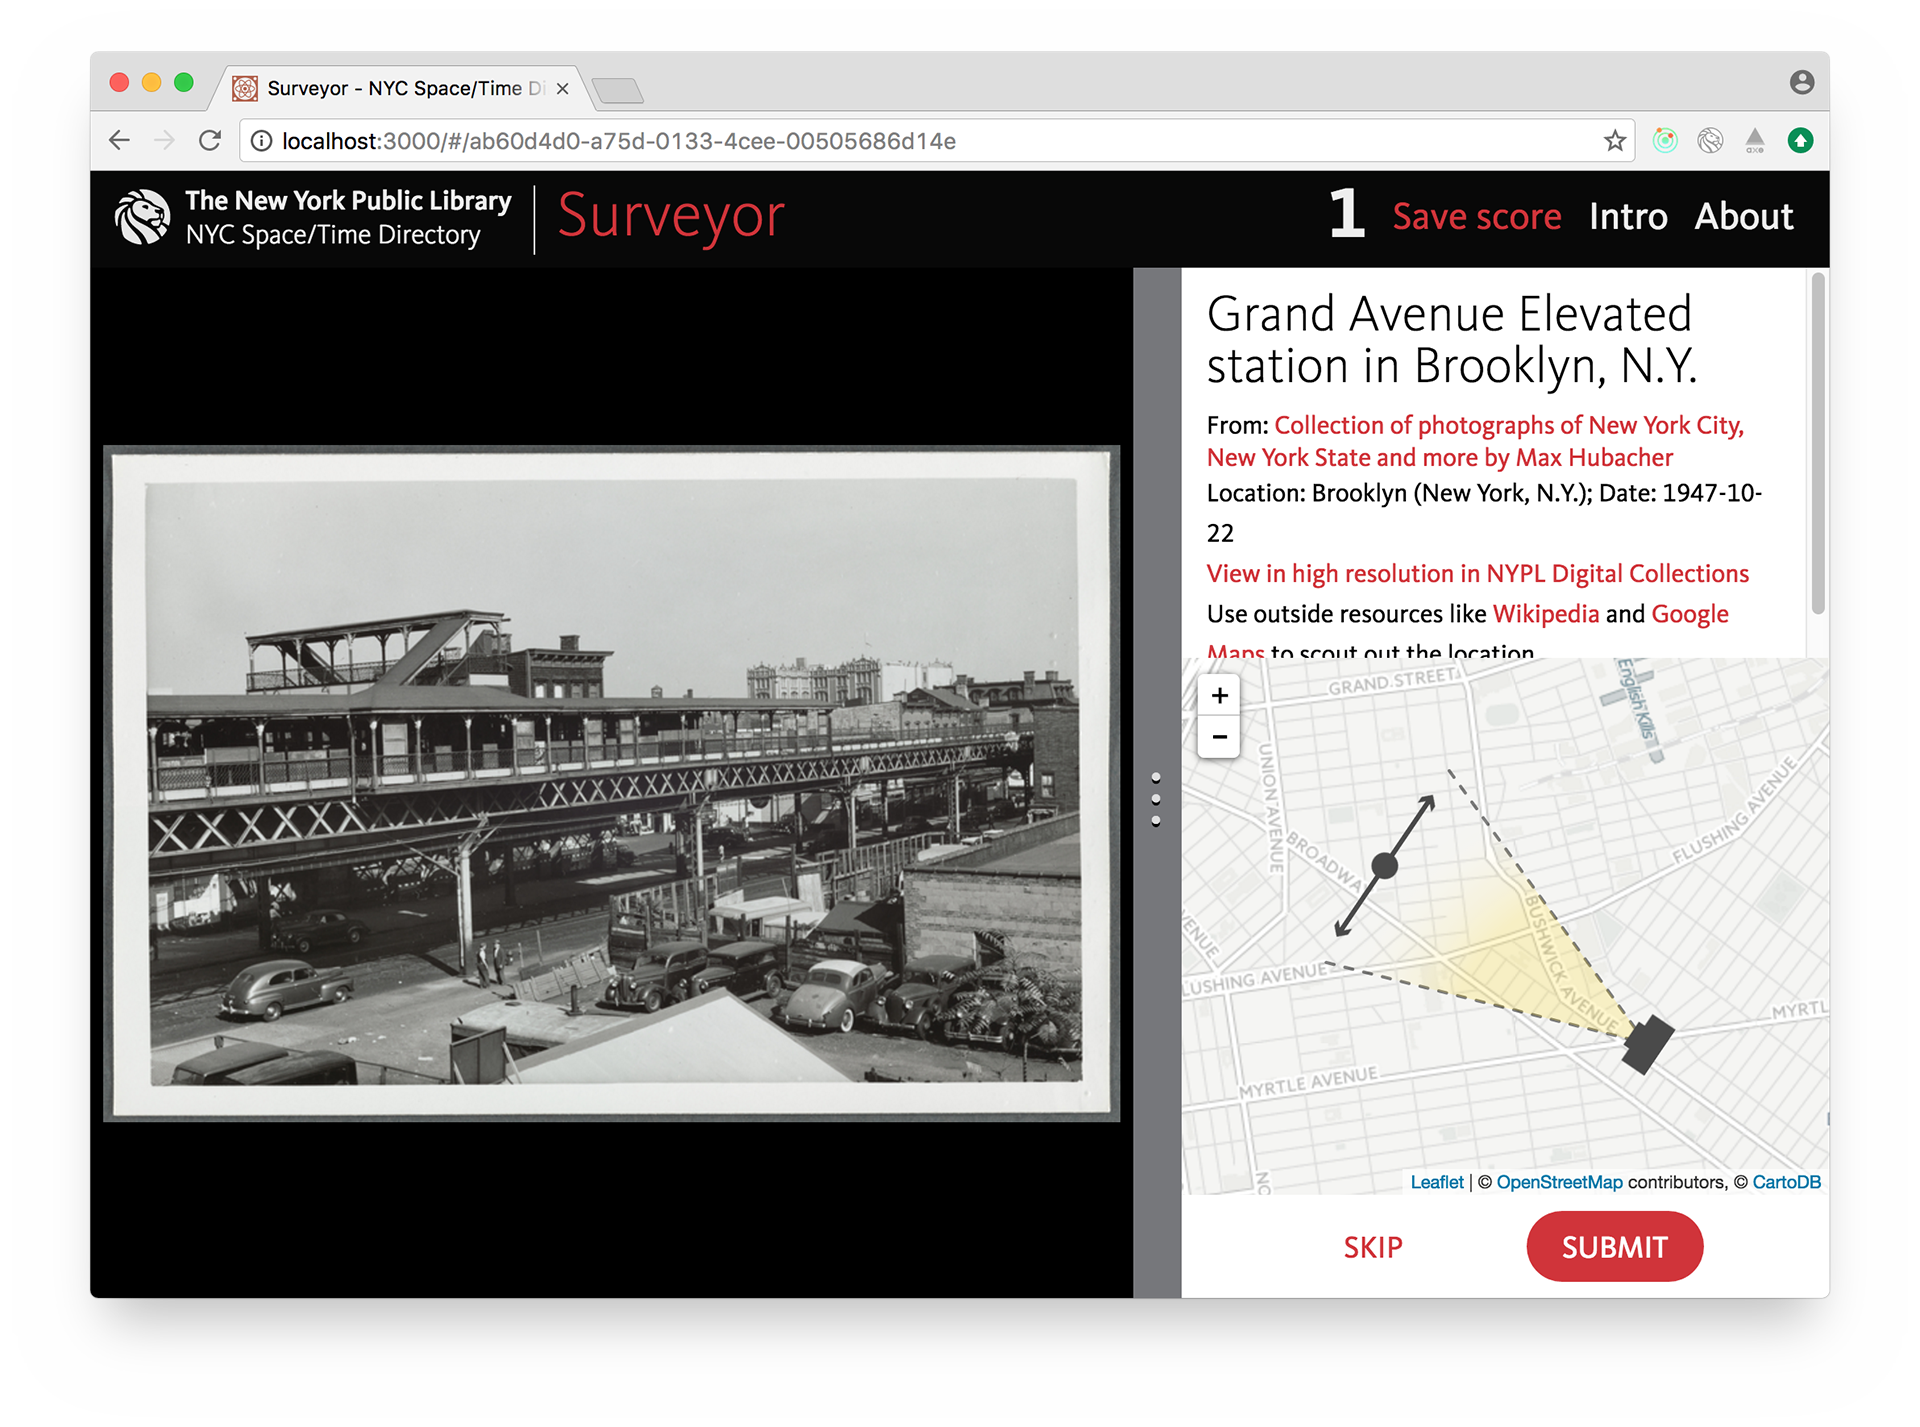 Surveyor - NYC Space/Time Di
localhost:3000/#/ab60d4d0-a75d-0133-4cee-00505686d14e
axe
The New York Public Library
NYC Space/Time Directory
Surveyor
1 Save score Intro About
Grand Avenue Elevated
station in Brooklyn, N.Y.
From: Collection of photographs of New York City,
New York State and more by Max Hubacher
Location: Brooklyn (New York, N.Y.); Date: 1947-10-
22
View in high resolution in NYPL Digital Collections
Use outside resources like Wikipedia and Google
Maps to scout out the location
+
−
GRAND STREET
English Kills
UNION AVENUE
BROADWA
FLUSHING AVENUE
VENUE
BUSHWICK AVENUE
LUSHING AVENUE
MYRTL
MYRTLE AVENUE
NO
Leaflet | © OpenStreetMap contributors, © CartoDB
SKIP
SUBMIT